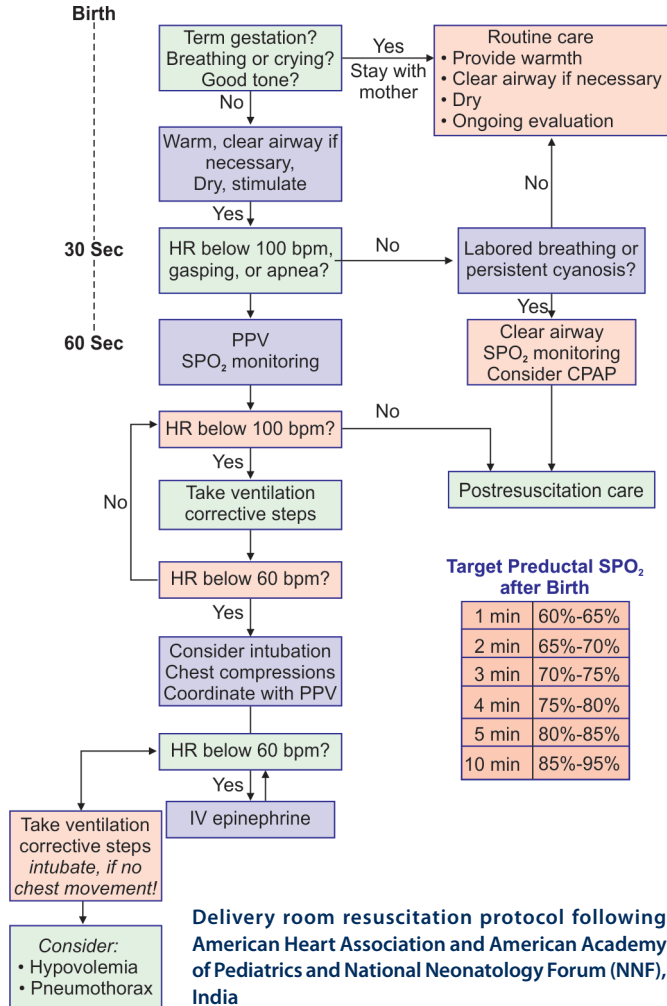 Birth
Term gestation?
Breathing or crying?
Good tone?
Yes
Stay with
mother
Routine care
• Provide warmth
• Clear airway if necessary
• Dry
• Ongoing evaluation
No
Warm, clear airway if
necessary,
Dry, stimulate
No
Yes
30 Sec
HR below 100 bpm,
gasping, or apnea?
No
Labored breathing or
persistent cyanosis?
Yes
60 Sec
PPV
SPO₂ monitoring
Clear airway
SPO₂ monitoring
Consider CPAP
HR below 100 bpm?
No
Yes
No
Take ventilation
corrective steps
Postresuscitation care
HR below 60 bpm?
Yes
Consider intubation
Chest compressions
Coordinate with PPV
HR below 60 bpm?
Yes
IV epinephrine
Take ventilation
corrective steps
intubate, if no
chest movement!
Consider:
• Hypovolemia
• Pneumothorax
Target Preductal SPO₂
after Birth
1 min 60%-65%
2 min 65%-70%
3 min 70%-75%
4 min 75%-80%
5 min 80%-85%
10 min 85%-95%
Delivery room resuscitation protocol following
American Heart Association and American Academy
of Pediatrics and National Neonatology Forum (NNF),
India